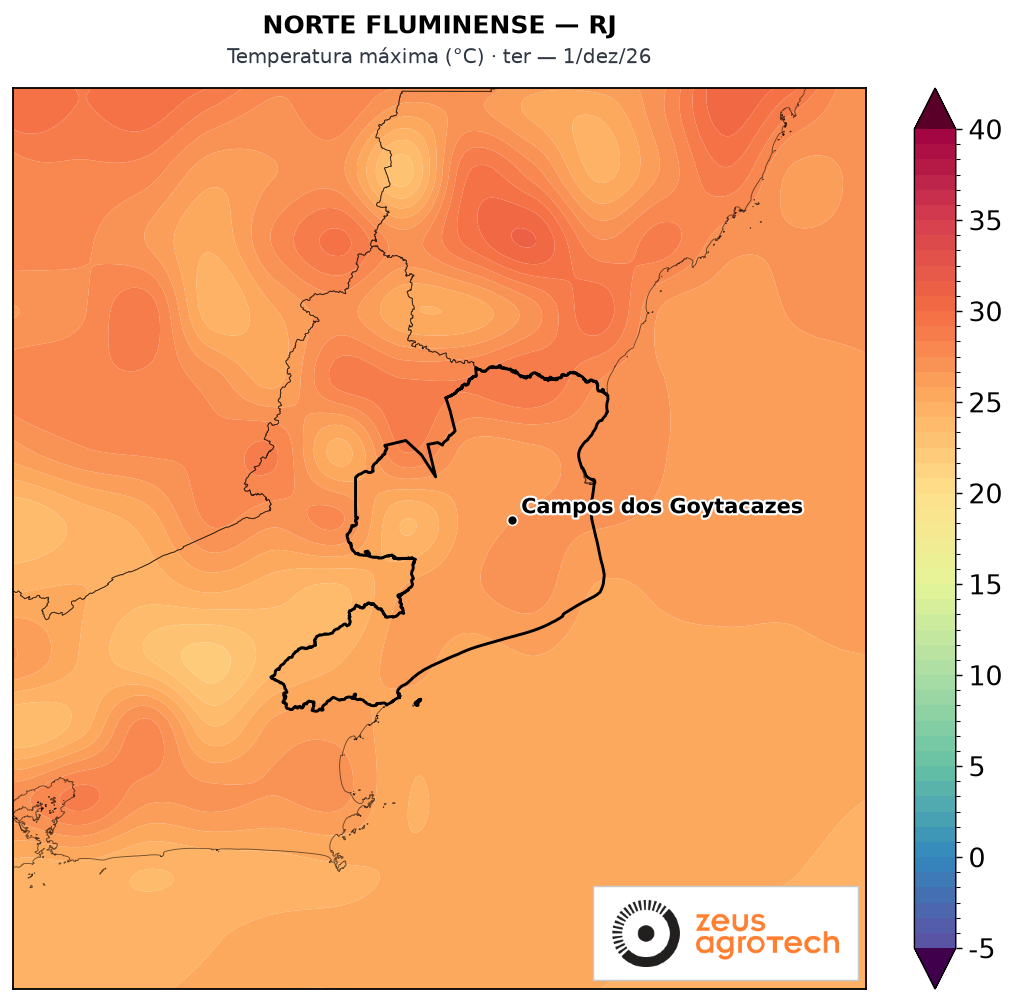 NORTE FLUMINENSE — RJ
Temperatura máxima (°C) · ter — 1/dez/26
40
35
30
25
20
15
10
5
0
-5
Campos dos Goytacazes
zeus
agrotech